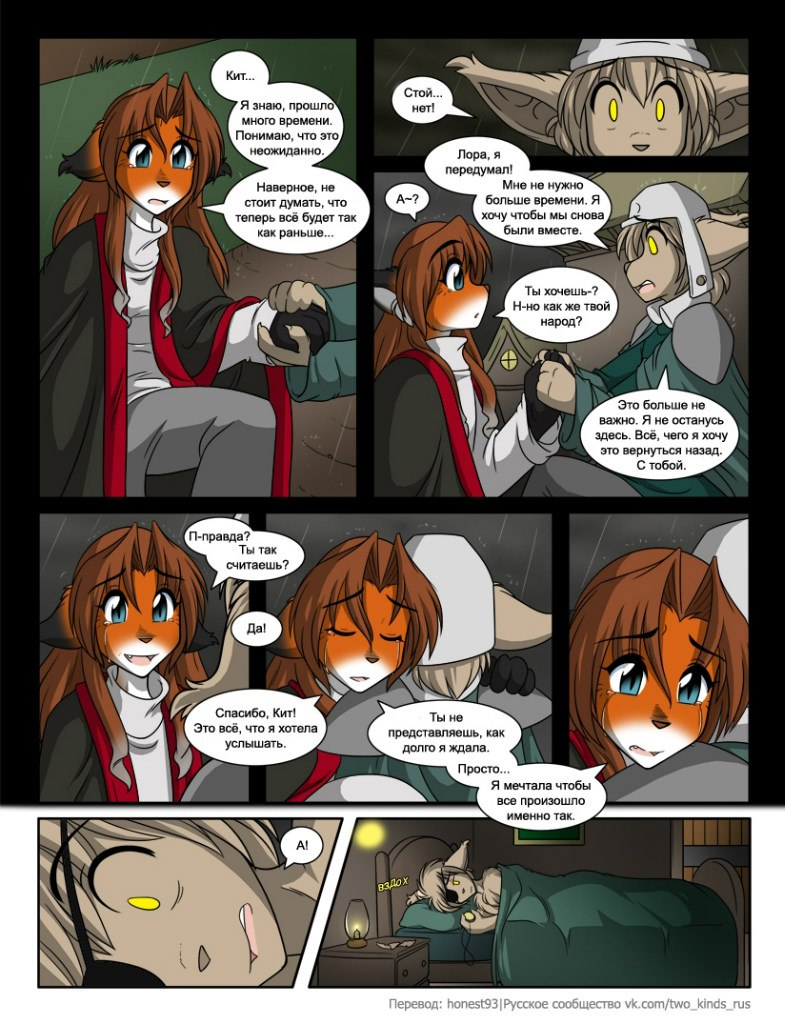 Кит...
Я знаю, прошло
много времени.
Понимаю, что это
неожиданно.
Наверное, не
стоит думать, что
теперь всё будет так
как раньше...
Стой...
нет!
Лора, я
передумал!
Мне не нужно
больше времени. Я
хочу чтобы мы снова
были вместе.
А~?
Ты хочешь-?
Н-но как же твой
народ?
Это больше не
важно. Я не останусь
здесь. Всё, чего я хочу
это вернуться назад.
С тобой.
П-правда?
Ты так
считаешь?
Да!
Спасибо, Кит!
Это всё, что я хотела
услышать.
Ты не
представляешь, как
долго я ждала.
Просто...
Я мечтала чтобы
все произошло
именно так.
А!
ВЗДОХ
Перевод: honest93|Русское сообщество vk.com/two_kinds_rus